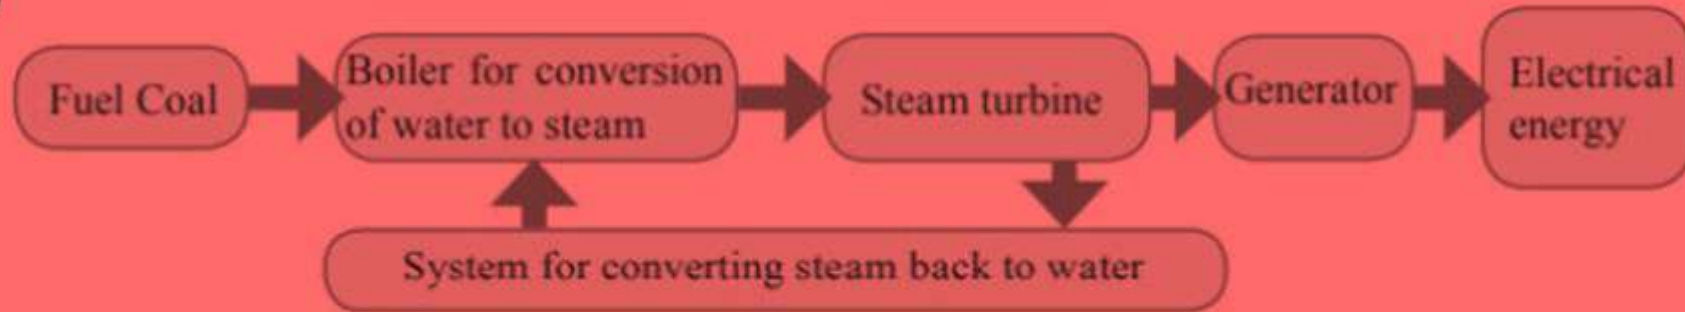 Fuel Coal
Boiler for conversion
of water to steam
Steam turbine
Generator
Electrical
energy
System for converting steam back to water